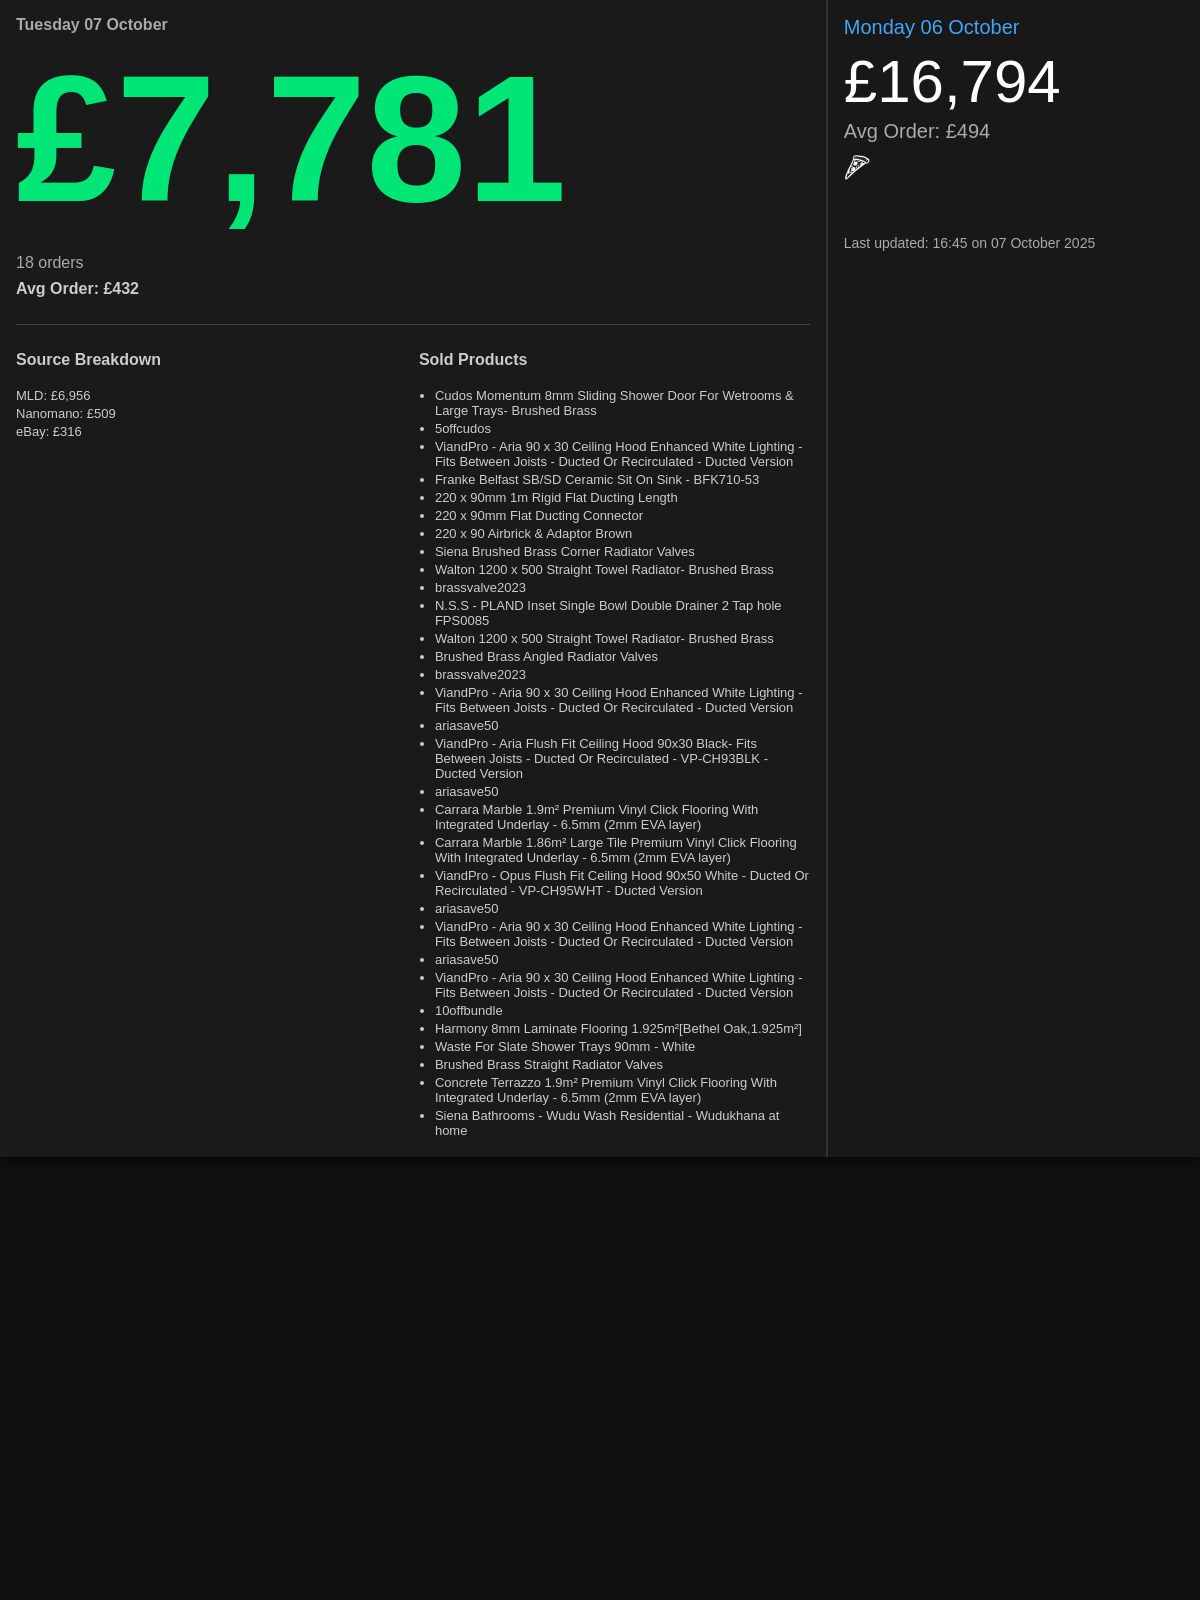 Tuesday 07 October
£7,781
18 orders
Avg Order: £432
Source Breakdown
MLD: £6,956
Nanomano: £509
eBay: £316
Sold Products
Cudos Momentum 8mm Sliding Shower Door For Wetrooms &
Large Trays- Brushed Brass
5offcudos
ViandPro - Aria 90 x 30 Ceiling Hood Enhanced White Lighting -
Fits Between Joists - Ducted Or Recirculated - Ducted Version
Franke Belfast SB/SD Ceramic Sit On Sink - BFK710-53
220 x 90mm 1m Rigid Flat Ducting Length
220 x 90mm Flat Ducting Connector
220 x 90 Airbrick & Adaptor Brown
Siena Brushed Brass Corner Radiator Valves
Walton 1200 x 500 Straight Towel Radiator- Brushed Brass
brassvalve2023
N.S.S - PLAND Inset Single Bowl Double Drainer 2 Tap hole
FPS0085
Walton 1200 x 500 Straight Towel Radiator- Brushed Brass
Brushed Brass Angled Radiator Valves
brassvalve2023
ViandPro - Aria 90 x 30 Ceiling Hood Enhanced White Lighting -
Fits Between Joists - Ducted Or Recirculated - Ducted Version
ariasave50
ViandPro - Aria Flush Fit Ceiling Hood 90x30 Black- Fits
Between Joists - Ducted Or Recirculated - VP-CH93BLK -
Ducted Version
ariasave50
Carrara Marble 1.9m² Premium Vinyl Click Flooring With
Integrated Underlay - 6.5mm (2mm EVA layer)
Carrara Marble 1.86m² Large Tile Premium Vinyl Click Flooring
With Integrated Underlay - 6.5mm (2mm EVA layer)
ViandPro - Opus Flush Fit Ceiling Hood 90x50 White - Ducted Or
Recirculated - VP-CH95WHT - Ducted Version
ariasave50
ViandPro - Aria 90 x 30 Ceiling Hood Enhanced White Lighting -
Fits Between Joists - Ducted Or Recirculated - Ducted Version
ariasave50
ViandPro - Aria 90 x 30 Ceiling Hood Enhanced White Lighting -
Fits Between Joists - Ducted Or Recirculated - Ducted Version
10offbundle
Harmony 8mm Laminate Flooring 1.925m²[Bethel Oak,1.925m²]
Waste For Slate Shower Trays 90mm - White
Brushed Brass Straight Radiator Valves
Concrete Terrazzo 1.9m² Premium Vinyl Click Flooring With
Integrated Underlay - 6.5mm (2mm EVA layer)
Siena Bathrooms - Wudu Wash Residential - Wudukhana at
home
Monday 06 October
£16,794
Avg Order: £494
Last updated: 16:45 on 07 October 2025